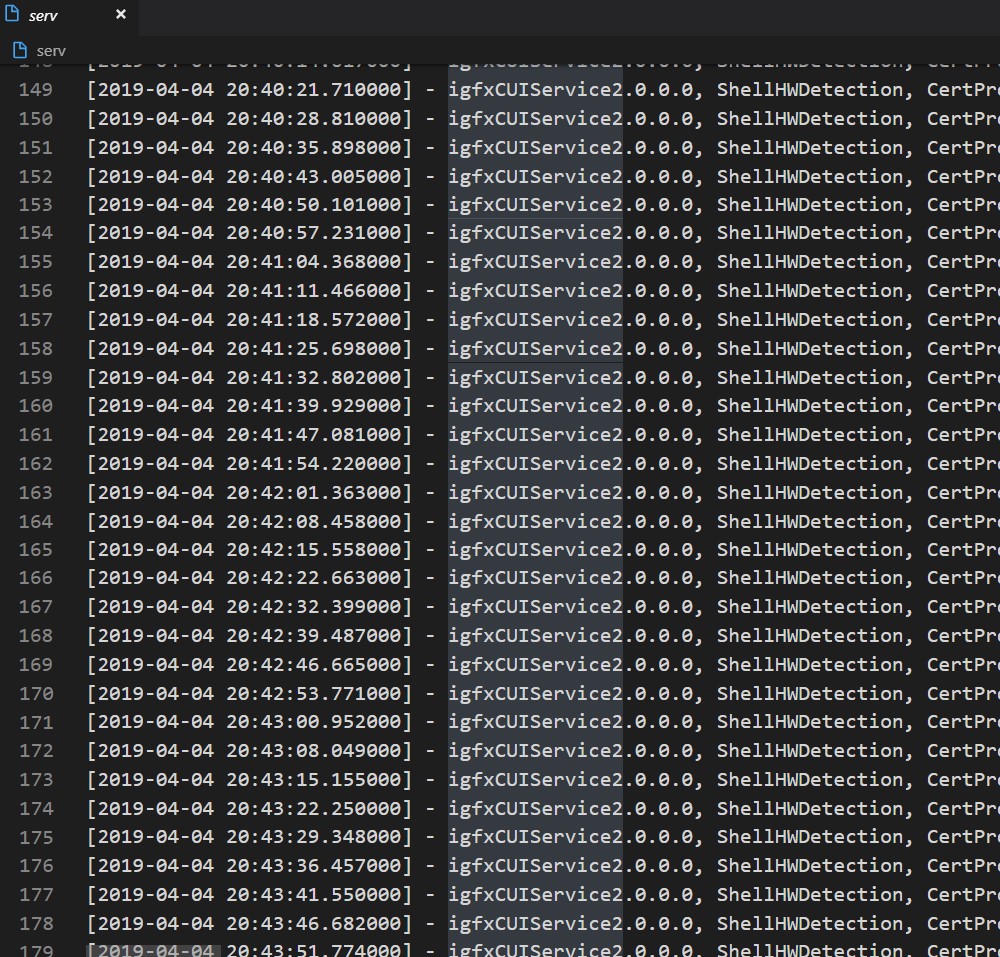 serv ×
serv
149 [2019-04-04 20:40:21.710000] - igfxCUIService2.0.0.0, ShellHWDetection, CertPro
150 [2019-04-04 20:40:28.810000] - igfxCUIService2.0.0.0, ShellHWDetection, CertPro
151 [2019-04-04 20:40:35.898000] - igfxCUIService2.0.0.0, ShellHWDetection, CertPro
152 [2019-04-04 20:40:43.005000] - igfxCUIService2.0.0.0, ShellHWDetection, CertPro
153 [2019-04-04 20:40:50.101000] - igfxCUIService2.0.0.0, ShellHWDetection, CertPro
154 [2019-04-04 20:40:57.231000] - igfxCUIService2.0.0.0, ShellHWDetection, CertPro
155 [2019-04-04 20:41:04.368000] - igfxCUIService2.0.0.0, ShellHWDetection, CertPro
156 [2019-04-04 20:41:11.466000] - igfxCUIService2.0.0.0, ShellHWDetection, CertPro
157 [2019-04-04 20:41:18.572000] - igfxCUIService2.0.0.0, ShellHWDetection, CertPro
158 [2019-04-04 20:41:25.698000] - igfxCUIService2.0.0.0, ShellHWDetection, CertPro
159 [2019-04-04 20:41:32.802000] - igfxCUIService2.0.0.0, ShellHWDetection, CertPro
160 [2019-04-04 20:41:39.929000] - igfxCUIService2.0.0.0, ShellHWDetection, CertPro
161 [2019-04-04 20:41:47.081000] - igfxCUIService2.0.0.0, ShellHWDetection, CertPro
162 [2019-04-04 20:41:54.220000] - igfxCUIService2.0.0.0, ShellHWDetection, CertPro
163 [2019-04-04 20:42:01.363000] - igfxCUIService2.0.0.0, ShellHWDetection, CertPro
164 [2019-04-04 20:42:08.458000] - igfxCUIService2.0.0.0, ShellHWDetection, CertPro
165 [2019-04-04 20:42:15.558000] - igfxCUIService2.0.0.0, ShellHWDetection, CertPro
166 [2019-04-04 20:42:22.663000] - igfxCUIService2.0.0.0, ShellHWDetection, CertPro
167 [2019-04-04 20:42:32.399000] - igfxCUIService2.0.0.0, ShellHWDetection, CertPro
168 [2019-04-04 20:42:39.487000] - igfxCUIService2.0.0.0, ShellHWDetection, CertPro
169 [2019-04-04 20:42:46.665000] - igfxCUIService2.0.0.0, ShellHWDetection, CertPro
170 [2019-04-04 20:42:53.771000] - igfxCUIService2.0.0.0, ShellHWDetection, CertPro
171 [2019-04-04 20:43:00.952000] - igfxCUIService2.0.0.0, ShellHWDetection, CertPro
172 [2019-04-04 20:43:08.049000] - igfxCUIService2.0.0.0, ShellHWDetection, CertPro
173 [2019-04-04 20:43:15.155000] - igfxCUIService2.0.0.0, ShellHWDetection, CertPro
174 [2019-04-04 20:43:22.250000] - igfxCUIService2.0.0.0, ShellHWDetection, CertPro
175 [2019-04-04 20:43:29.348000] - igfxCUIService2.0.0.0, ShellHWDetection, CertPro
176 [2019-04-04 20:43:36.457000] - igfxCUIService2.0.0.0, ShellHWDetection, CertPro
177 [2019-04-04 20:43:41.550000] - igfxCUIService2.0.0.0, ShellHWDetection, CertPro
178 [2019-04-04 20:43:46.682000] - igfxCUIService2.0.0.0, ShellHWDetection, CertPro
179 [2019-04-04 20:43:51.774000] - igfxCUIService2.0.0.0, ShellHWDetection, CertPro